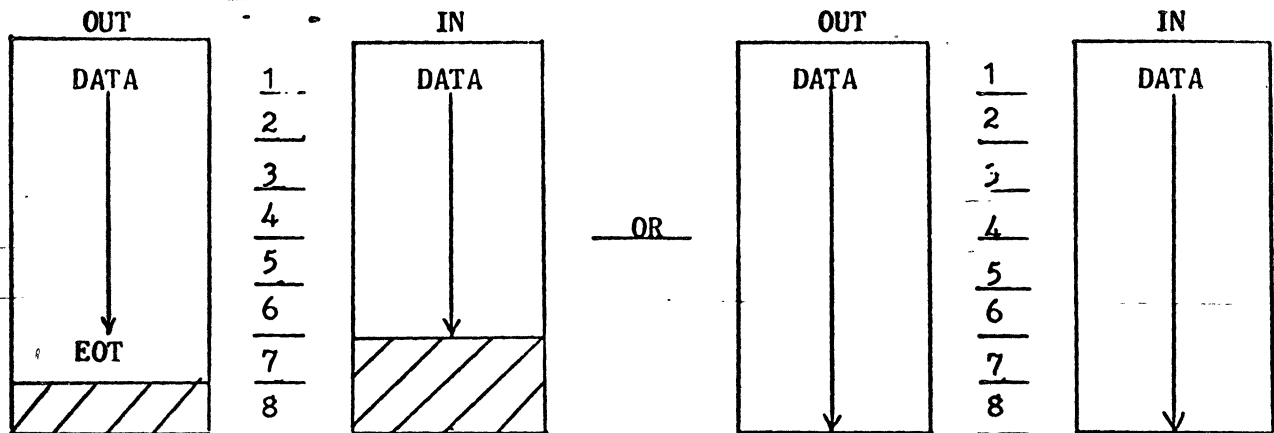 OUT IN OUT IN
DATA 1 DATA DATA 1 DATA
2 2
3 3
4 4
OR
5 5
6 6
EOT 7 7
8 8